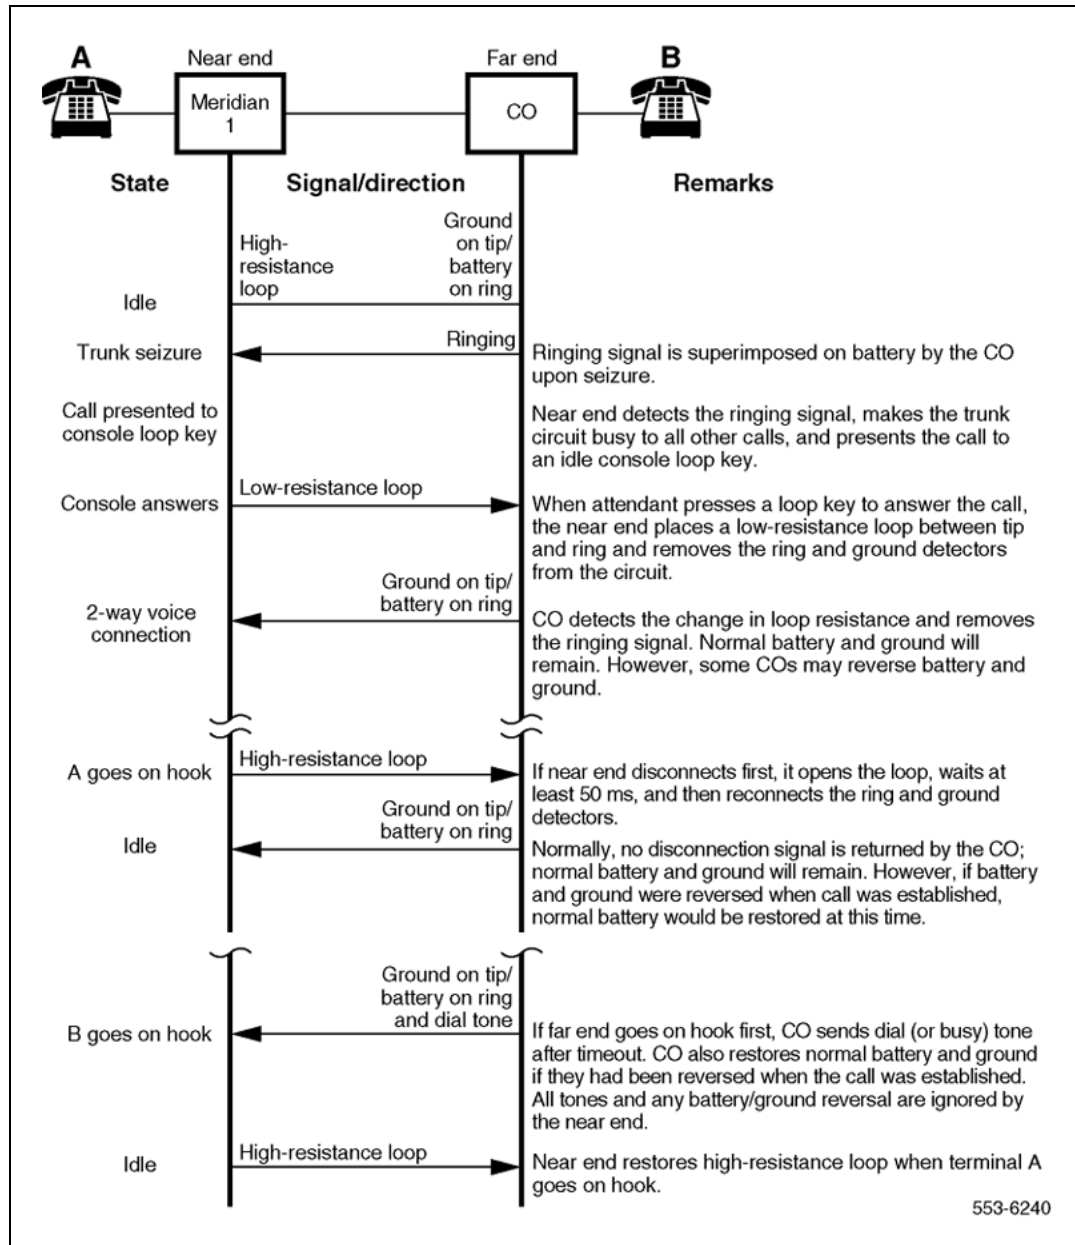 A
Near end
Far end
B
Meridian
1
CO
State
Signal/direction
Remarks
High-
resistance
loop
Ground
on tip/
battery
on ring
Idle
Trunk seizure
Ringing
Ringing signal is superimposed on battery by the CO
upon seizure.
Call presented to
console loop key
Near end detects the ringing signal, makes the trunk
circuit busy to all other calls, and presents the call to
an idle console loop key.
Console answers
Low-resistance loop
When attendant presses a loop key to answer the call,
the near end places a low-resistance loop between tip
and ring and removes the ring and ground detectors
from the circuit.
2-way voice
connection
Ground on tip/
battery on ring
CO detects the change in loop resistance and removes
the ringing signal. Normal battery and ground will
remain. However, some COs may reverse battery and
ground.
A goes on hook
High-resistance loop
If near end disconnects first, it opens the loop, waits at
least 50 ms, and then reconnects the ring and ground
detectors.
Idle
Ground on tip/
battery on ring
Normally, no disconnection signal is returned by the CO;
normal battery and ground will remain. However, if battery
and ground were reversed when call was established,
normal battery would be restored at this time.
B goes on hook
Ground on tip/
battery on ring
and dial tone
If far end goes on hook first, CO sends dial (or busy) tone
after timeout. CO also restores normal battery and ground
if they had been reversed when the call was established.
All tones and any battery/ground reversal are ignored by
the near end.
Idle
High-resistance loop
Near end restores high-resistance loop when terminal A
goes on hook.
553-6240